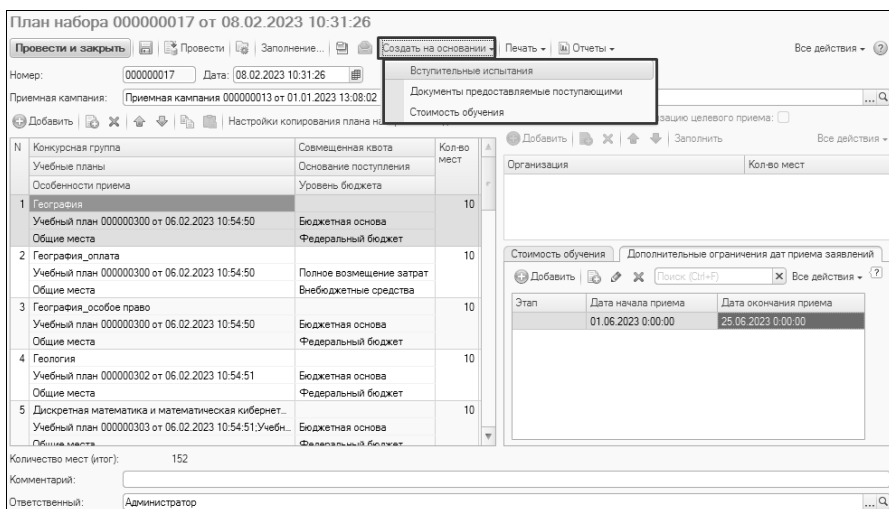 План набора 000000017 от 08.02.2023 10:31:26
Провести и закрыть Провести Заполнение... Создать на основании Печать Отчеты Все действия ?
Вступительные испытания
Документы предоставляемые поступающими
Стоимость обучения
Номер: 000000017 Дата: 08.02.2023 10:31:26
Приемная кампания: Приемная кампания 000000013 от 01.01.2023 13:08:02 ...
Добавить Настройки копирования плана на целевого приема:
Добавить Заполнить Все действия
N Конкурсная группа Совмещенная квота Кол-во мест
Учебные планы Основание поступления
Особенности приема Уровень бюджета
1 География 10
Учебный план 000000300 от 06.02.2023 10:54:50 Бюджетная основа
Общие места Федеральный бюджет
2 География_оплата 10
Учебный план 000000300 от 06.02.2023 10:54:50 Полное возмещение затрат
Общие места Внебюджетные средства
3 География_особое право 10
Учебный план 000000300 от 06.02.2023 10:54:50 Бюджетная основа
Общие места Федеральный бюджет
4 Геология 10
Учебный план 000000302 от 06.02.2023 10:54:51 Бюджетная основа
Общие места Федеральный бюджет
5 Дискретная математика и математическая кибернет... 10
Учебный план 000000303 от 06.02.2023 10:54:51;Учебн... Бюджетная основа
Общие места Федеральный бюджет
Организация Кол-во мест
Стоимость обучения Дополнительные ограничения дат приема заявлений
Добавить Поиск (Ctrl+F) Все действия ?
Этап Дата начала приема Дата окончания приема
01.06.2023 0:00:00 25.06.2023 0:00:00
Количество мест (итог): 152
Комментарий:
Ответственный: Администратор ...